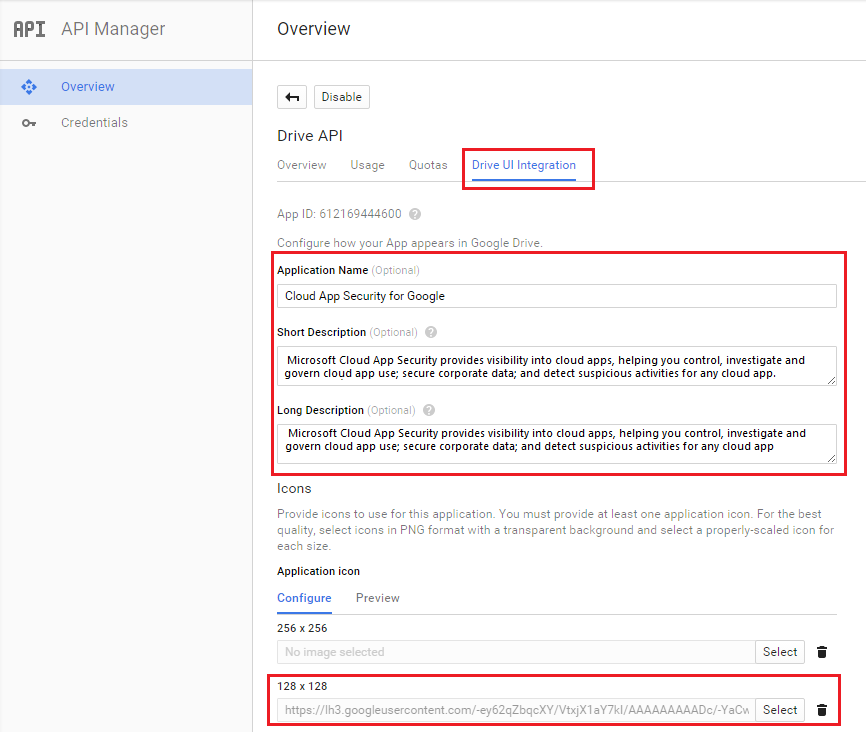 API API Manager
Overview
Overview
Credentials
Disable
Drive API
Overview Usage Quotas Drive UI Integration
App ID: 612169444600 ?
Configure how your App appears in Google Drive.
Application Name (Optional)
Cloud App Security for Google
Short Description (Optional) ?
Microsoft Cloud App Security provides visibility into cloud apps, helping you control, investigate and
govern cloud app use; secure corporate data; and detect suspicious activities for any cloud app.
Long Description (Optional) ?
Microsoft Cloud App Security provides visibility into cloud apps, helping you control, investigate and
govern cloud app use; secure corporate data; and detect suspicious activities for any cloud app
Icons
Provide icons to use for this application. You must provide at least one application icon. For the best
quality, select icons in PNG format with a transparent background and select a properly-scaled icon for
each size.
Application icon
Configure Preview
256 x 256
No image selected Select
128 x 128
https://lh3.googleusercontent.com/-ey62qZbqcXY/VtxjX1aY7kI/AAAAAAAAADc/-YaCw Select